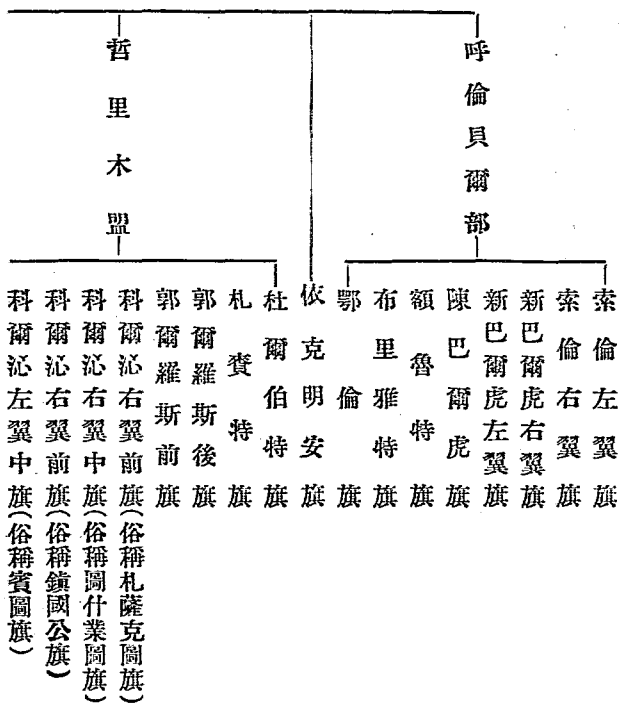 呼倫貝爾部
索倫左翼旗
索倫右翼旗
新巴爾虎右翼旗
新巴爾虎左翼旗
陳巴爾虎旗
額魯特旗
布里雅特旗
鄂倫旗
依克明安旗
哲里木盟
杜爾伯特旗
札賚特旗
郭爾羅斯後旗
郭爾羅斯前旗
科爾沁右翼前旗(俗稱札薩克圖旗)
科爾沁右翼中旗(俗稱圖什業圖旗)
科爾沁右翼前旗(俗稱鎮國公旗)
科爾沁左翼中旗(俗稱賓圖旗)